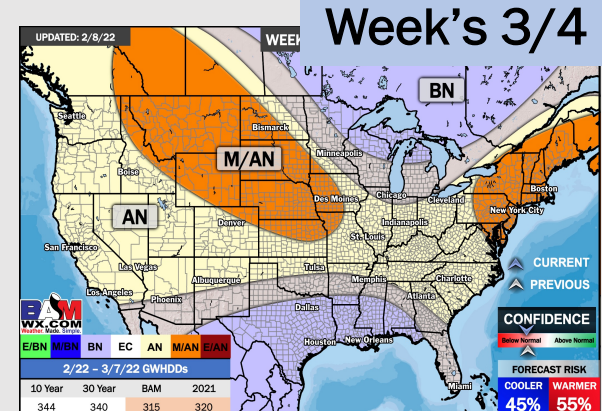 Week's 3/4
UPDATED: 2/8/22
WEEK
BN
Seattle
Bismarck
Minneapolis
M/AN
Boise
Boston
Chicago
Cleveland
Des Moines
New York City
AN
Denver
Indianapolis
St. Louis
San Francisco
CURRENT
Las Vegas
Tulsa
Memphis
Charlotte
PREVIOUS
Albuquerque
Los Angeles
Phoenix
Atlanta
Dallas
BAM
WX.COM
Weather. Made. Simple.
CONFIDENCE
Below Normal
Above Normal
Houston
New Orleans
E/BN M/BN BN EC AN M/AN E/AN
FORECAST RISK
2/22 – 3/7/22 GWHDDs
Miami
COOLER WARMER
10 Year 30 Year BAM 2021
45% 55%
344 340 315 320